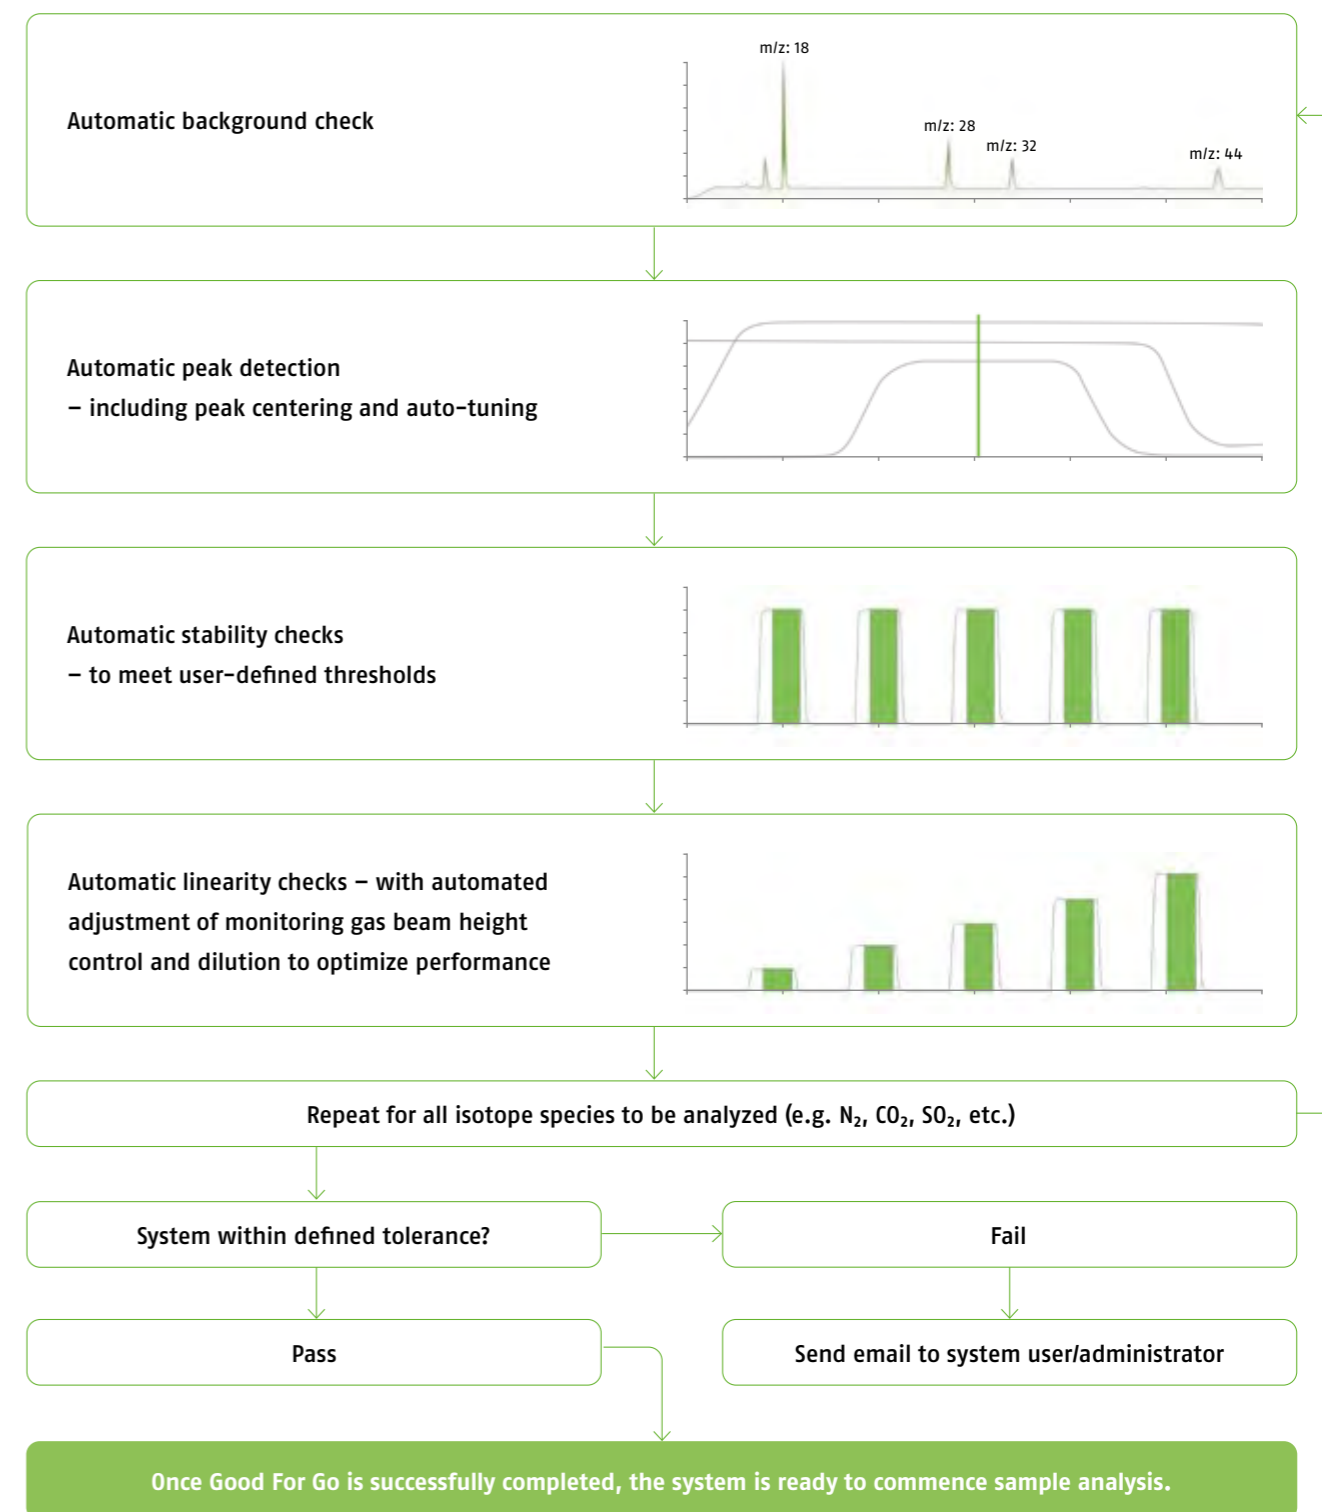 m/z: 18
Automatic background check
m/z: 28
m/z: 32
m/z: 44
Automatic peak detection
– including peak centering and auto-tuning
Automatic stability checks
– to meet user-defined thresholds
Automatic linearity checks – with automated
adjustment of monitoring gas beam height
control and dilution to optimize performance
Repeat for all isotope species to be analyzed (e.g. N₂, CO₂, SO₂, etc.)
System within defined tolerance?
Fail
Pass
Send email to system user/administrator
Once Good For Go is successfully completed, the system is ready to commence sample analysis.